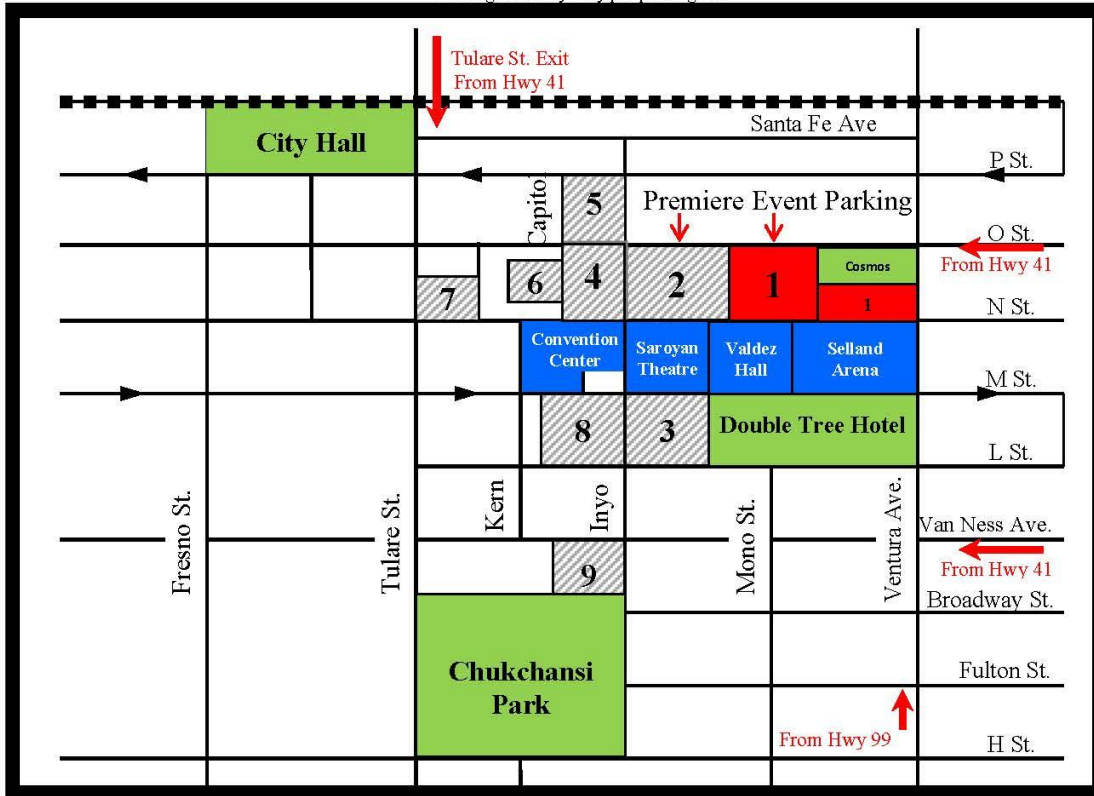 Tulare St. Exit
From Hwy 41
Santa Fe Ave
City Hall
P St.
Capitol
5
Premiere Event Parking
O St.
From Hwy 41
Cosmos
7
6
4
2
1
1
N St.
Convention
Center
Saroyan
Theatre
Valdez
Hall
Selland
Arena
M St.
8
3
Double Tree Hotel
L St.
Fresno St.
Tulare St.
Kern
Inyo
Mono St.
Ventura Ave.
Van Ness Ave.
From Hwy 41
9
Broadway St.
Chukchansi
Park
Fulton St.
From Hwy 99
H St.